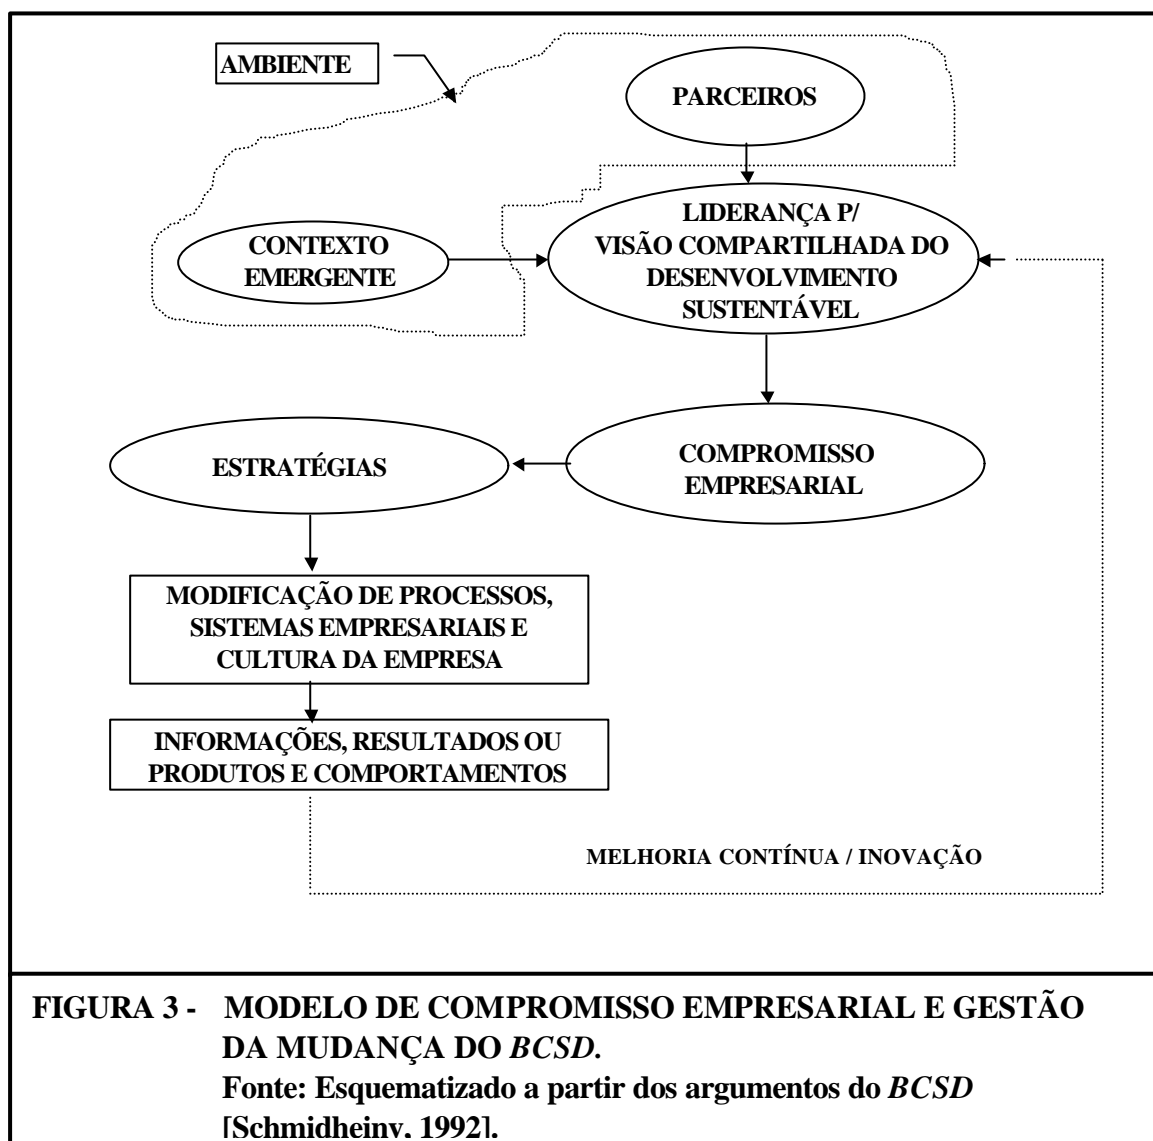 AMBIENTE
PARCEIROS
LIDERANÇA P/
VISÃO COMPARTILHADA DO
DESENVOLVIMENTO
SUSTENTÁVEL
CONTEXTO
EMERGENTE
COMPROMISSO
EMPRESARIAL
ESTRATÉGIAS
MODIFICAÇÃO DE PROCESSOS,
SISTEMAS EMPRESARIAIS E
CULTURA DA EMPRESA
INFORMAÇÕES, RESULTADOS OU
PRODUTOS E COMPORTAMENTOS
MELHORIA CONTÍNUA / INOVAÇÃO
FIGURA 3 - MODELO DE COMPROMISSO EMPRESARIAL E GESTÃO
DA MUDANÇA DO BCSD.
Fonte: Esquematizado a partir dos argumentos do BCSD
[Schmidheiny, 1992].